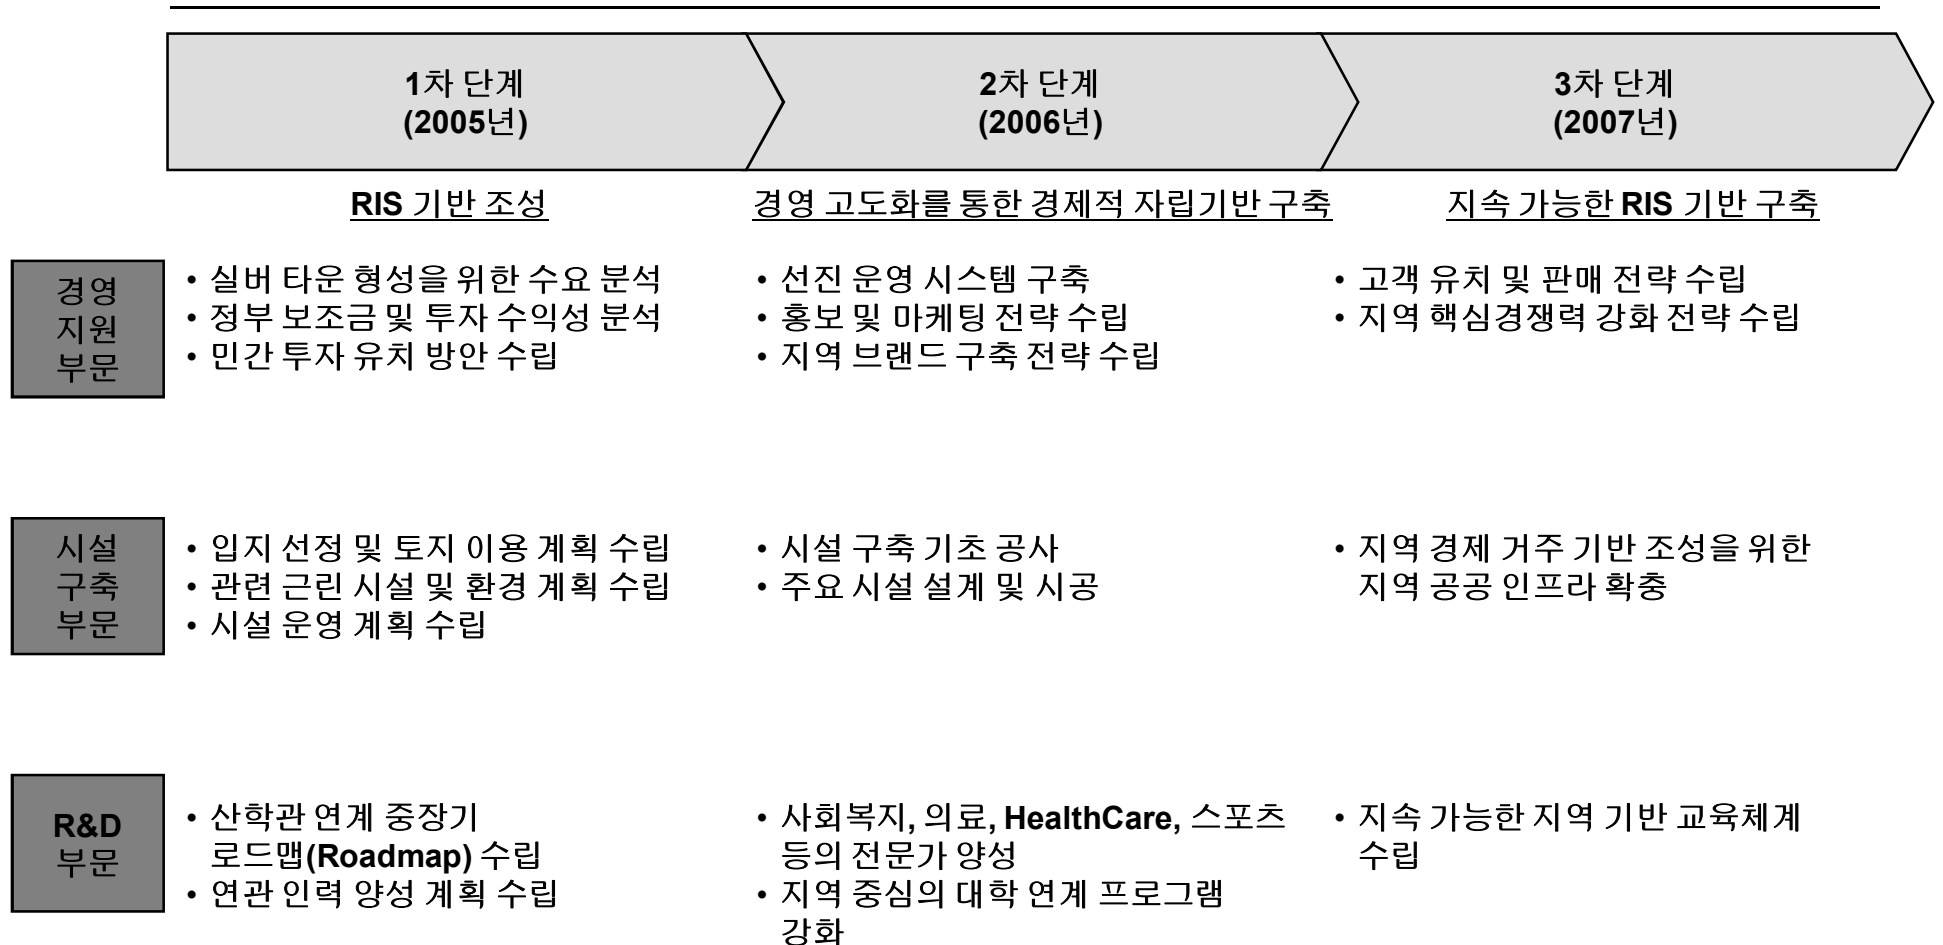 1차 단계
(2005년)
2차 단계
(2006년)
3차 단계
(2007년)
RIS 기반 조성
경영 고도화를 통한 경제적 자립기반 구축
지속 가능한 RIS 기반 구축
경영
지원
부문
• 실버 타운 형성을 위한 수요 분석
• 정부 보조금 및 투자 수익성 분석
• 민간 투자 유치 방안 수립
• 선진 운영 시스템 구축
• 홍보 및 마케팅 전략 수립
• 지역 브랜드 구축 전략 수립
• 고객 유치 및 판매 전략 수립
• 지역 핵심경쟁력 강화 전략 수립
시설
구축
부문
• 입지 선정 및 토지 이용 계획 수립
• 관련 근린 시설 및 환경 계획 수립
• 시설 운영 계획 수립
• 시설 구축 기초 공사
• 주요 시설 설계 및 시공
• 지역 경제 거주 기반 조성을 위한
지역 공공 인프라 확충
R&D
부문
• 산학관 연계 중장기
로드맵(Roadmap) 수립
• 연관 인력 양성 계획 수립
• 사회복지, 의료, HealthCare, 스포츠
등의 전문가 양성
• 지역 중심의 대학 연계 프로그램
강화
• 지속 가능한 지역 기반 교육체계
수립